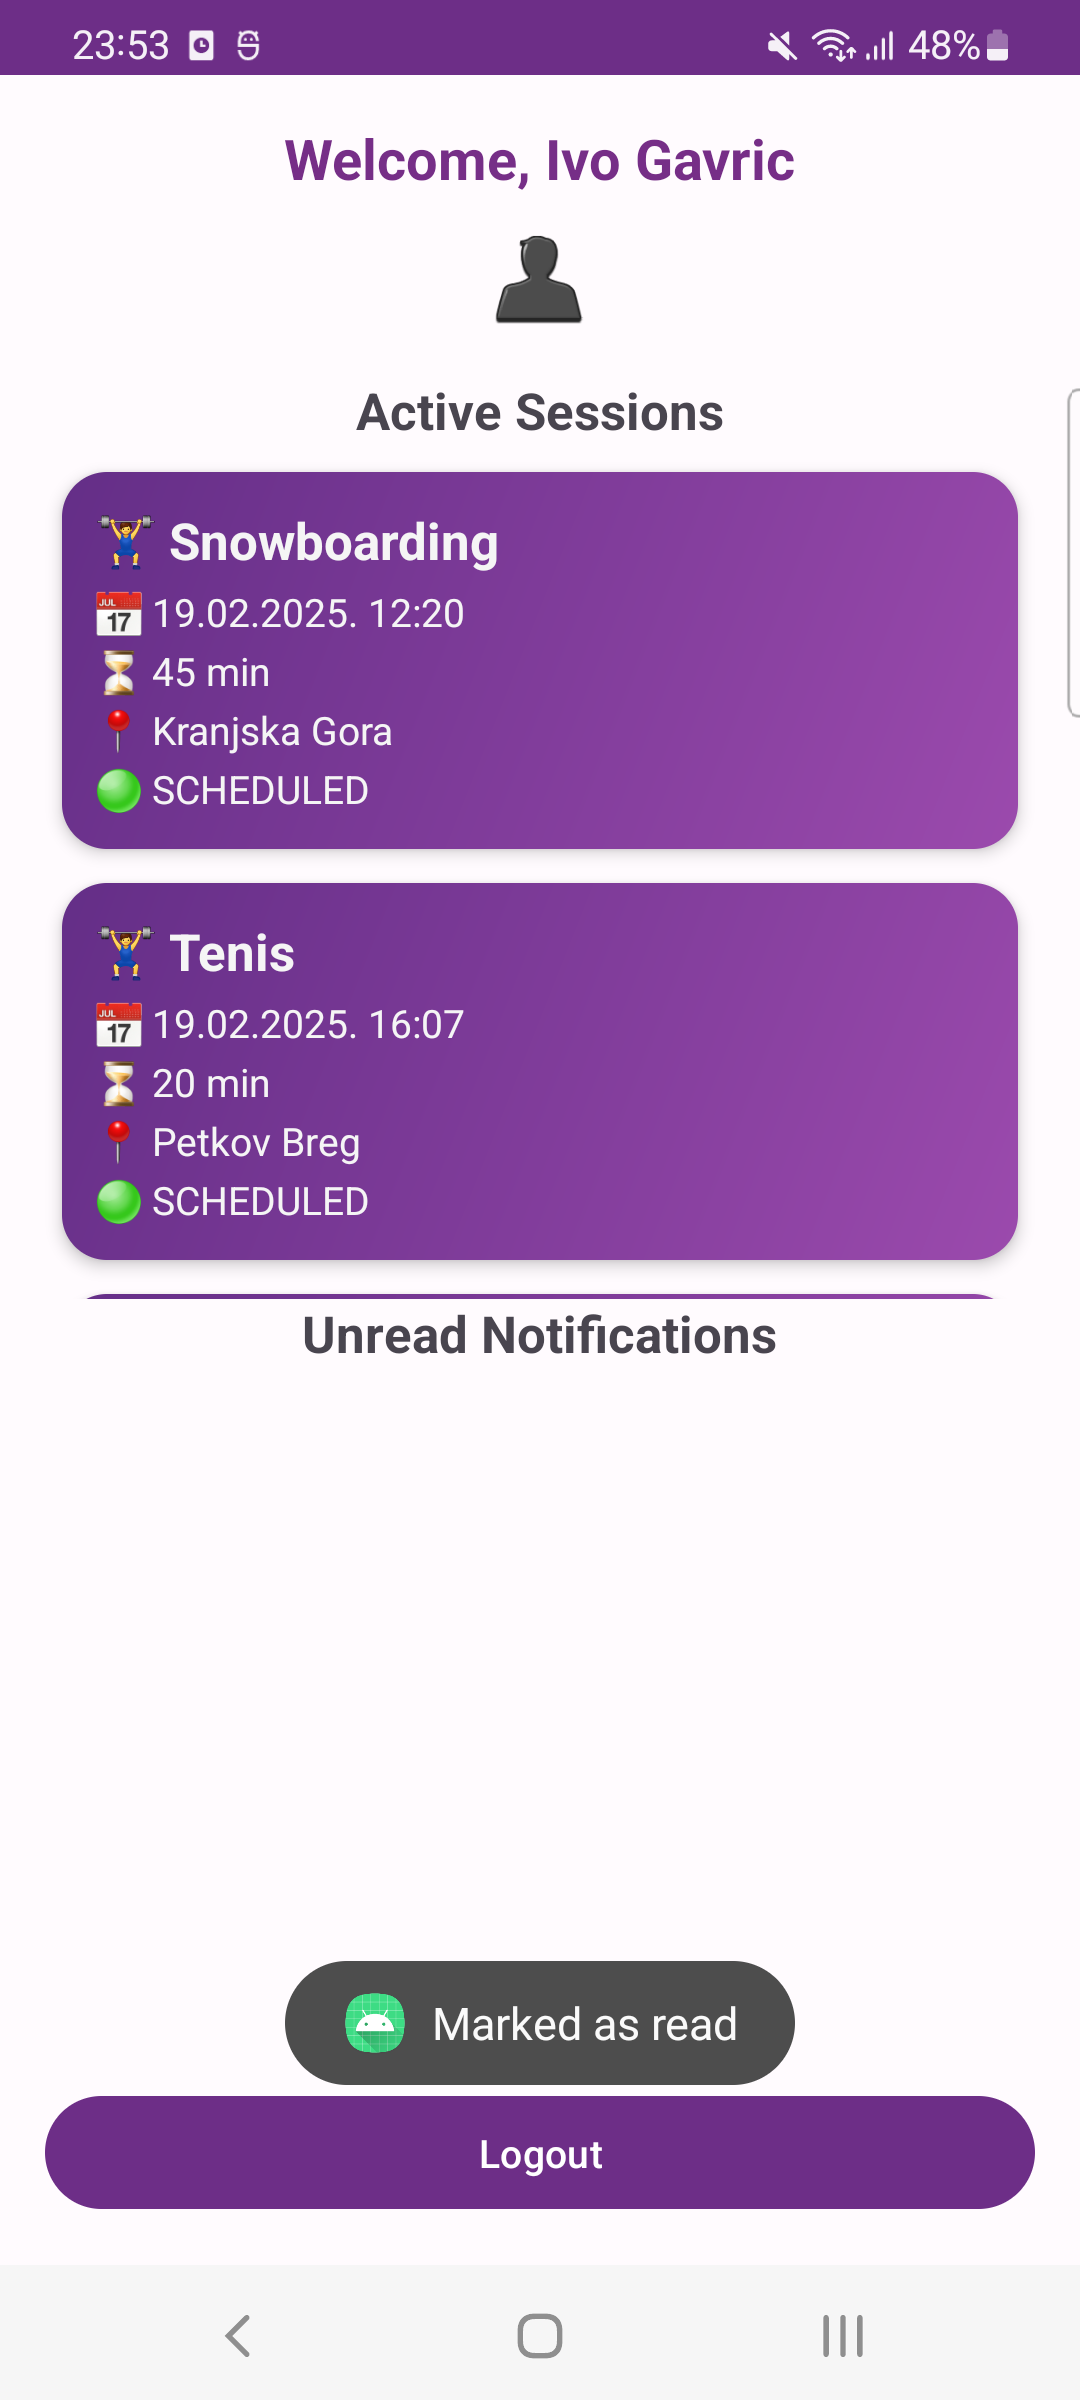 23:53 48%
Welcome, Ivo Gavric
Active Sessions
Snowboarding
JUL 17 19.02.2025. 12:20
45 min
Kranjska Gora
SCHEDULED
Tenis
JUL 17 19.02.2025. 16:07
20 min
Petkov Breg
SCHEDULED
Unread Notifications
Marked as read
Logout